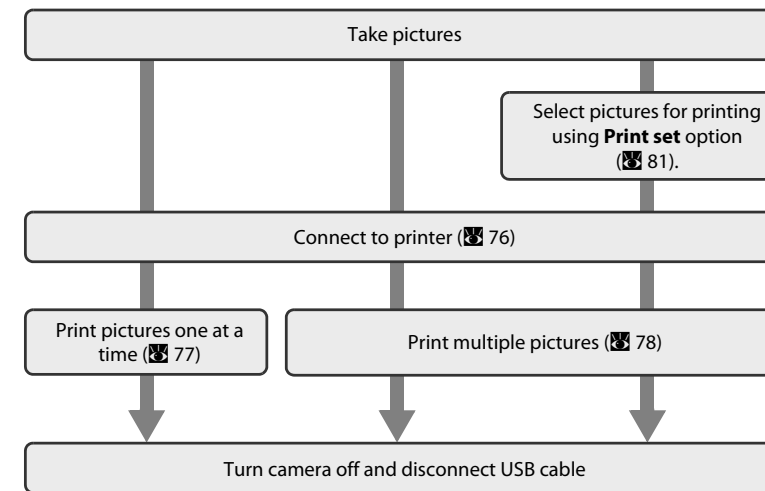 Take pictures
Select pictures for printing
using Print set option
(81).
Connect to printer (76)
Print pictures one at a
time (77)
Print multiple pictures (78)
Turn camera off and disconnect USB cable